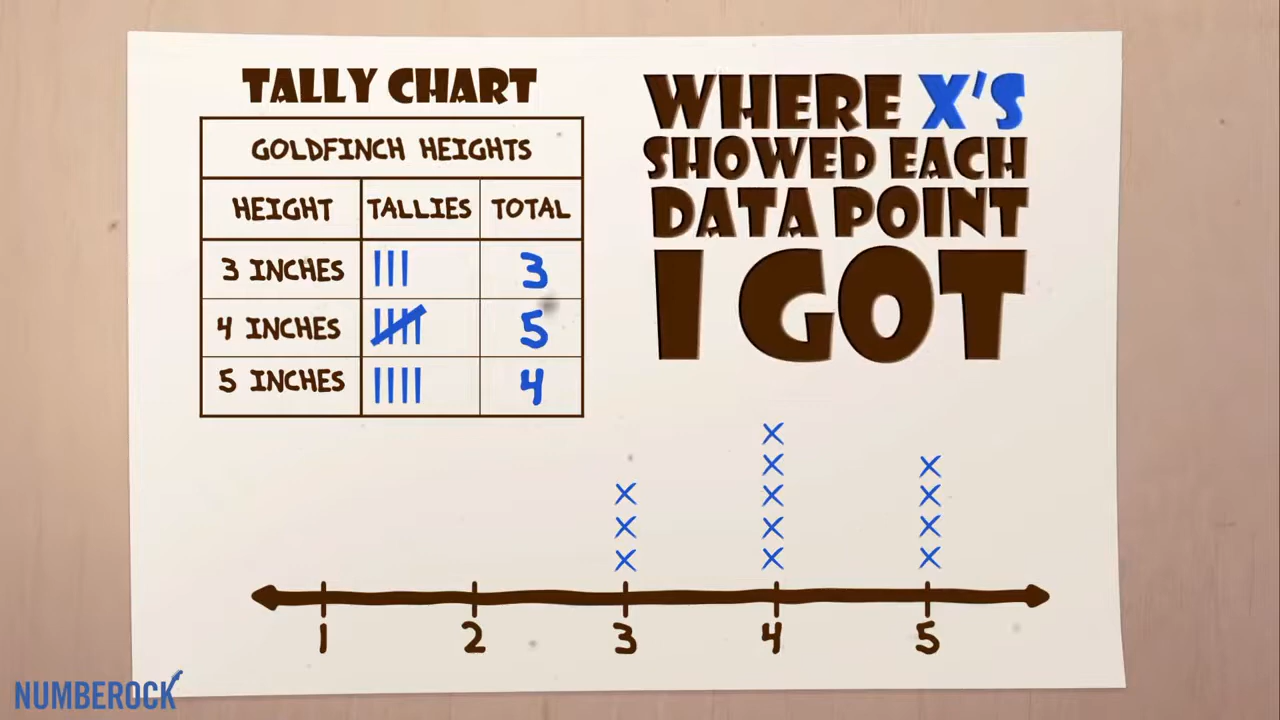 TALLY CHART
GOLDFINCH HEIGHTS
HEIGHT TALLIES TOTAL
3 INCHES 3
4 INCHES 5
5 INCHES 4
WHERE X'S
SHOWED EACH
DATA POINT
I GOT
1 2 3 4 5
NUMBEROCK